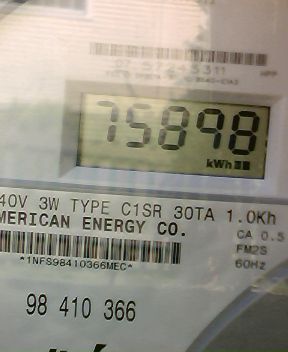 75898
kWh
40V 3W TYPE C1SR 30TA 1.0Kh
MERICAN ENERGY CO.
CA 0.5
FM2S
*1NFS98410366MEC*
60Hz
98 410 366